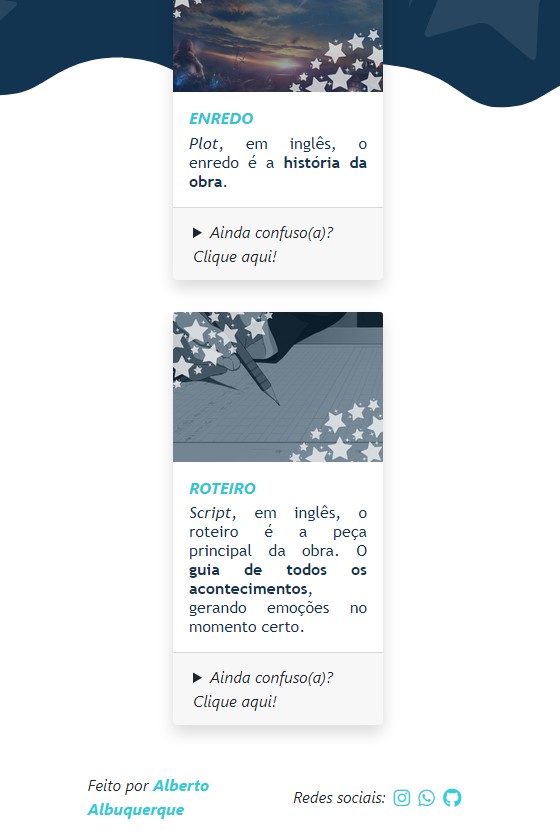 ENREDO
Plot, em inglês, o
enredo é a história da
obra.
Ainda confuso(a)?
Clique aqui!
ROTEIRO
Script, em inglês, o
roteiro é a peça
principal da obra. O
guia de todos os
acontecimentos,
gerando emoções no
momento certo.
Ainda confuso(a)?
Clique aqui!
Feito por Alberto
Albuquerque
Redes sociais: